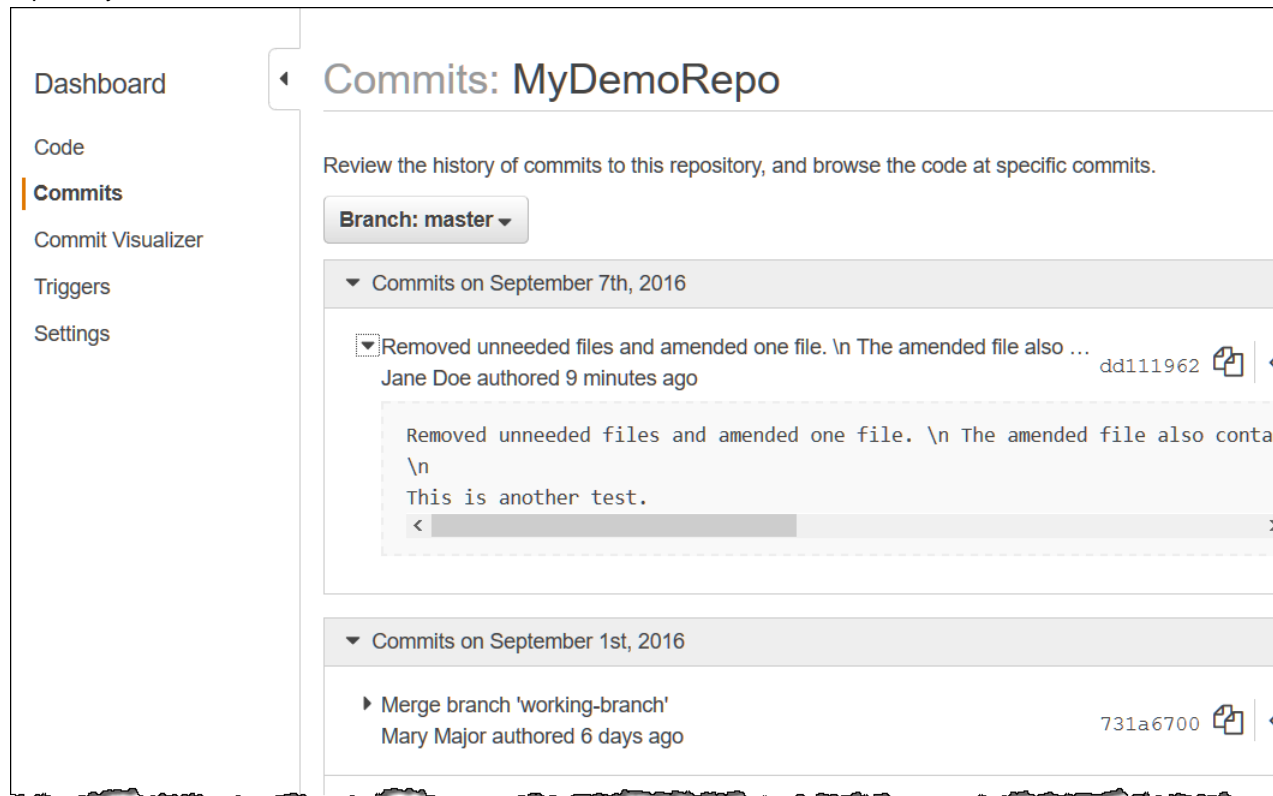 Dashboard
Code
Commits
Commit Visualizer
Triggers
Settings
Commits: MyDemoRepo
Review the history of commits to this repository, and browse the code at specific commits.
Branch: master
Commits on September 7th, 2016
Removed unneeded files and amended one file. \n The amended file also ...
Jane Doe authored 9 minutes ago
dd111962
Removed unneeded files and amended one file. \n The amended file also conta
\n
This is another test.
Commits on September 1st, 2016
Merge branch 'working-branch'
Mary Major authored 6 days ago
731a6700